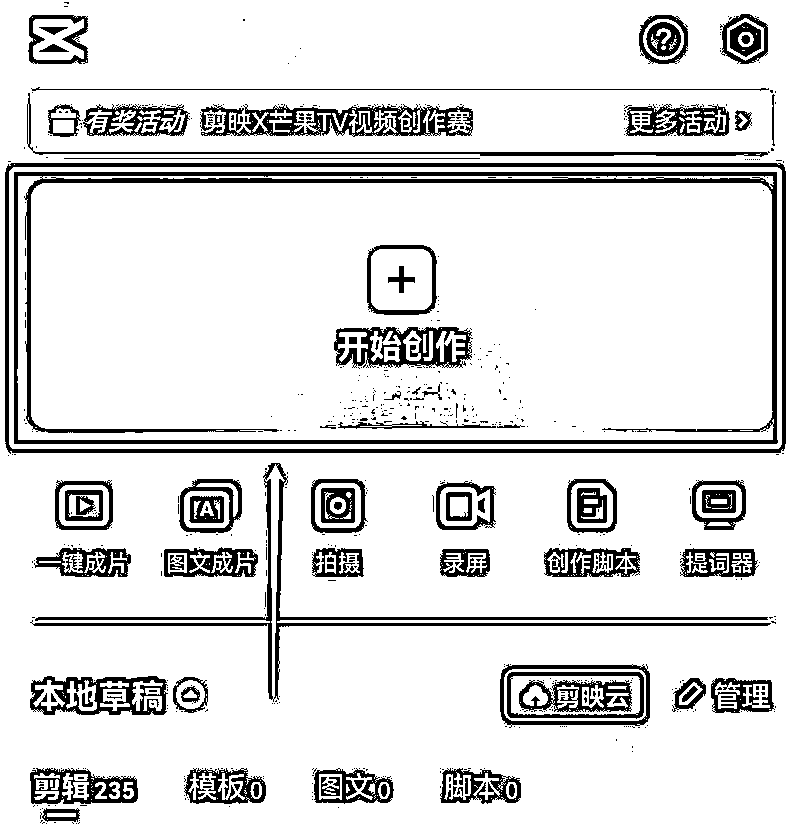 有奖活动 剪映X芒果TV视频创作赛 更多活动
开始创作
一键成片 图文成片 拍摄 录屏 创作脚本 提词器
本地草稿 剪映云 管理
剪辑235 模板0 图文0 脚本0